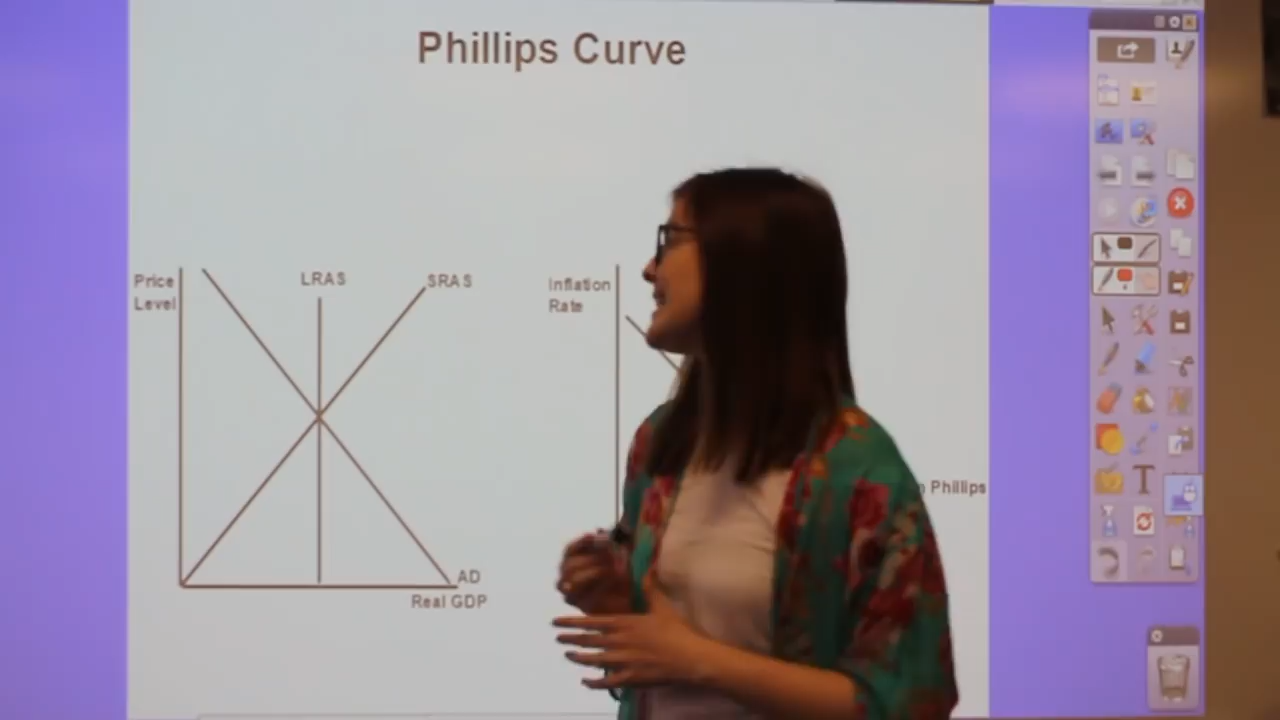 Phillips Curve
Price
Level
LRAS
SRAS
AD
Real GDP
Inflation
Rate
Phillips
T